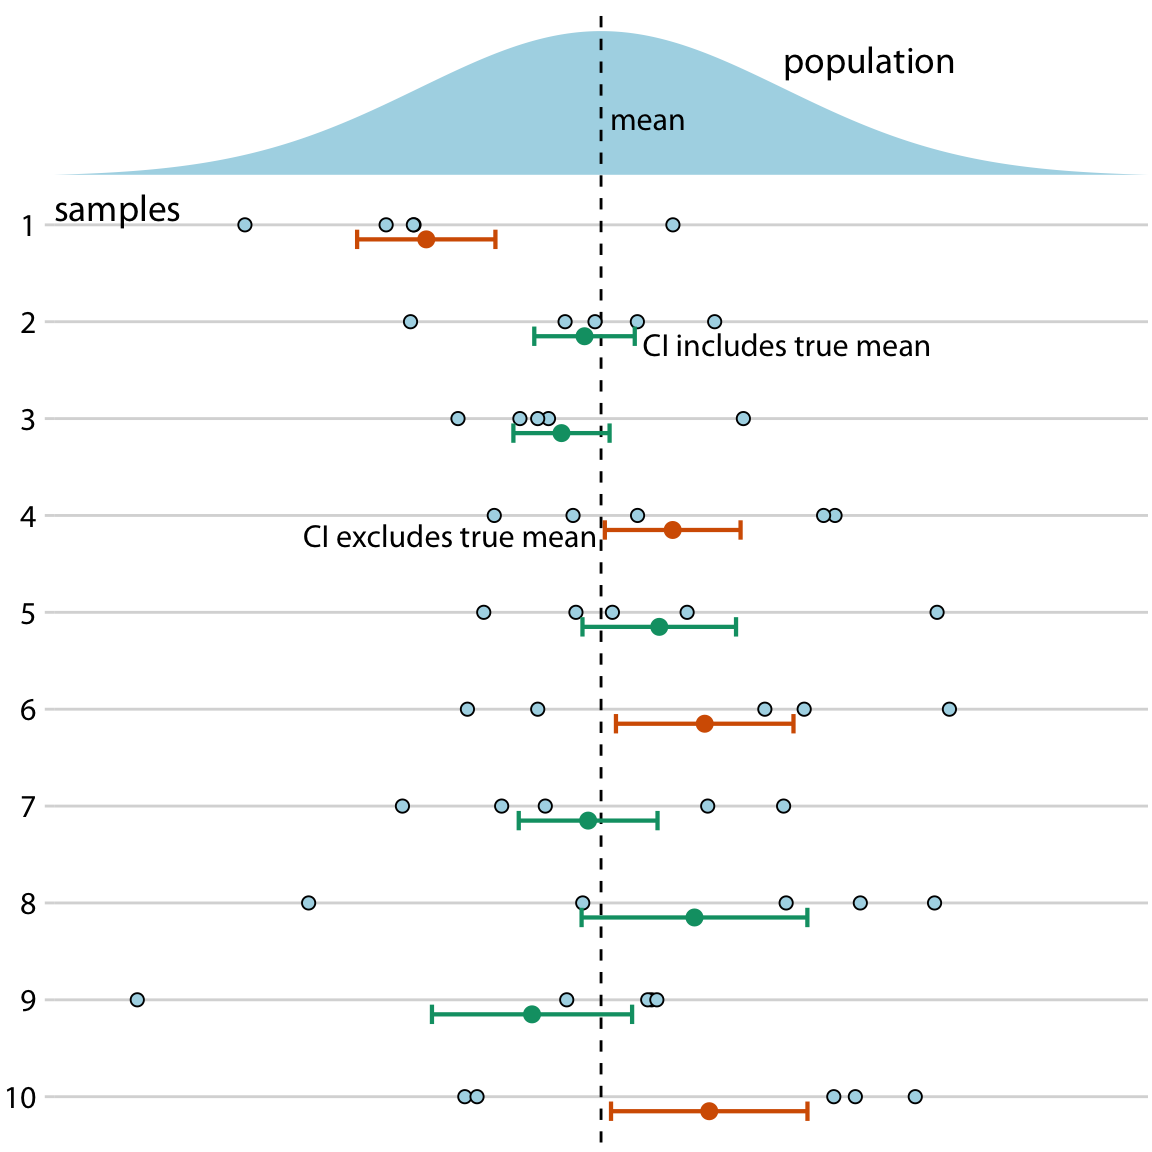 population
mean
samples
1
2
CI includes true mean
3
4
CI excludes true mean
5
6
7
8
9
10